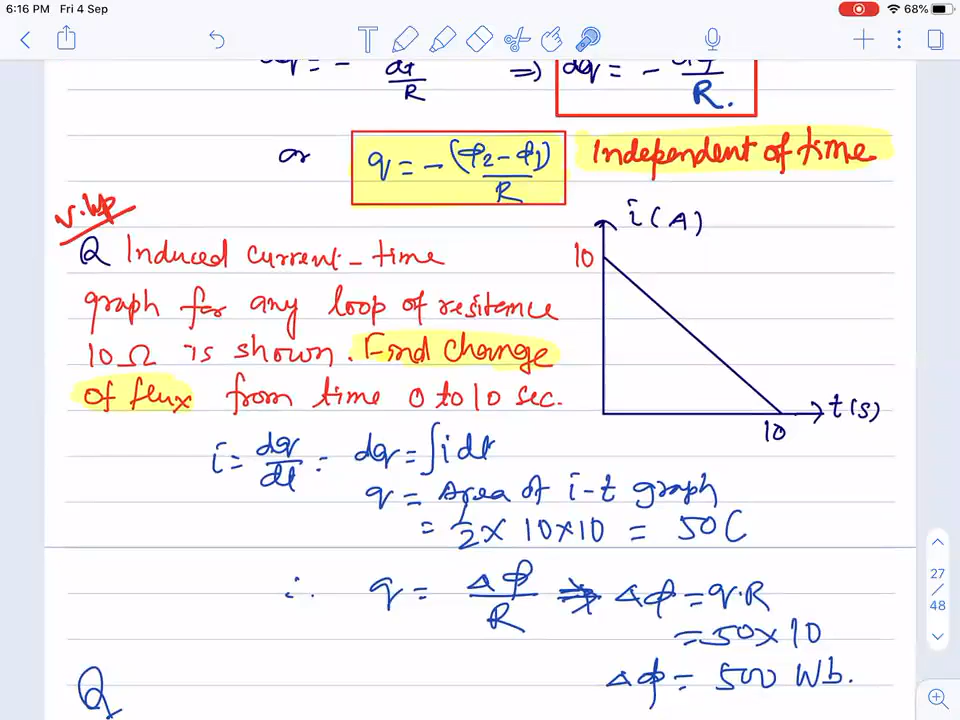 6:16 PM Fri 4 Sep
68%
T
dq = - dφ/R ⇒ dq = - dφ/R.
or q = -(φ2 - φ1)/R Independent of time
V. Imp
Q Induced current - time
graph for any loop of resitence
10 Ω is shown. Find change
of flux from time 0 to 10 sec.
i (A)
10
t (s)
10
i = dq/dt = dq = ∫ i dt
q = Area of i-t graph
= 1/2 × 10×10 = 50 C
∴ q = Δφ/R ⇒ Δφ = q.R
= 50 × 10
Δφ = 500 Wb.
Q
27
/
48